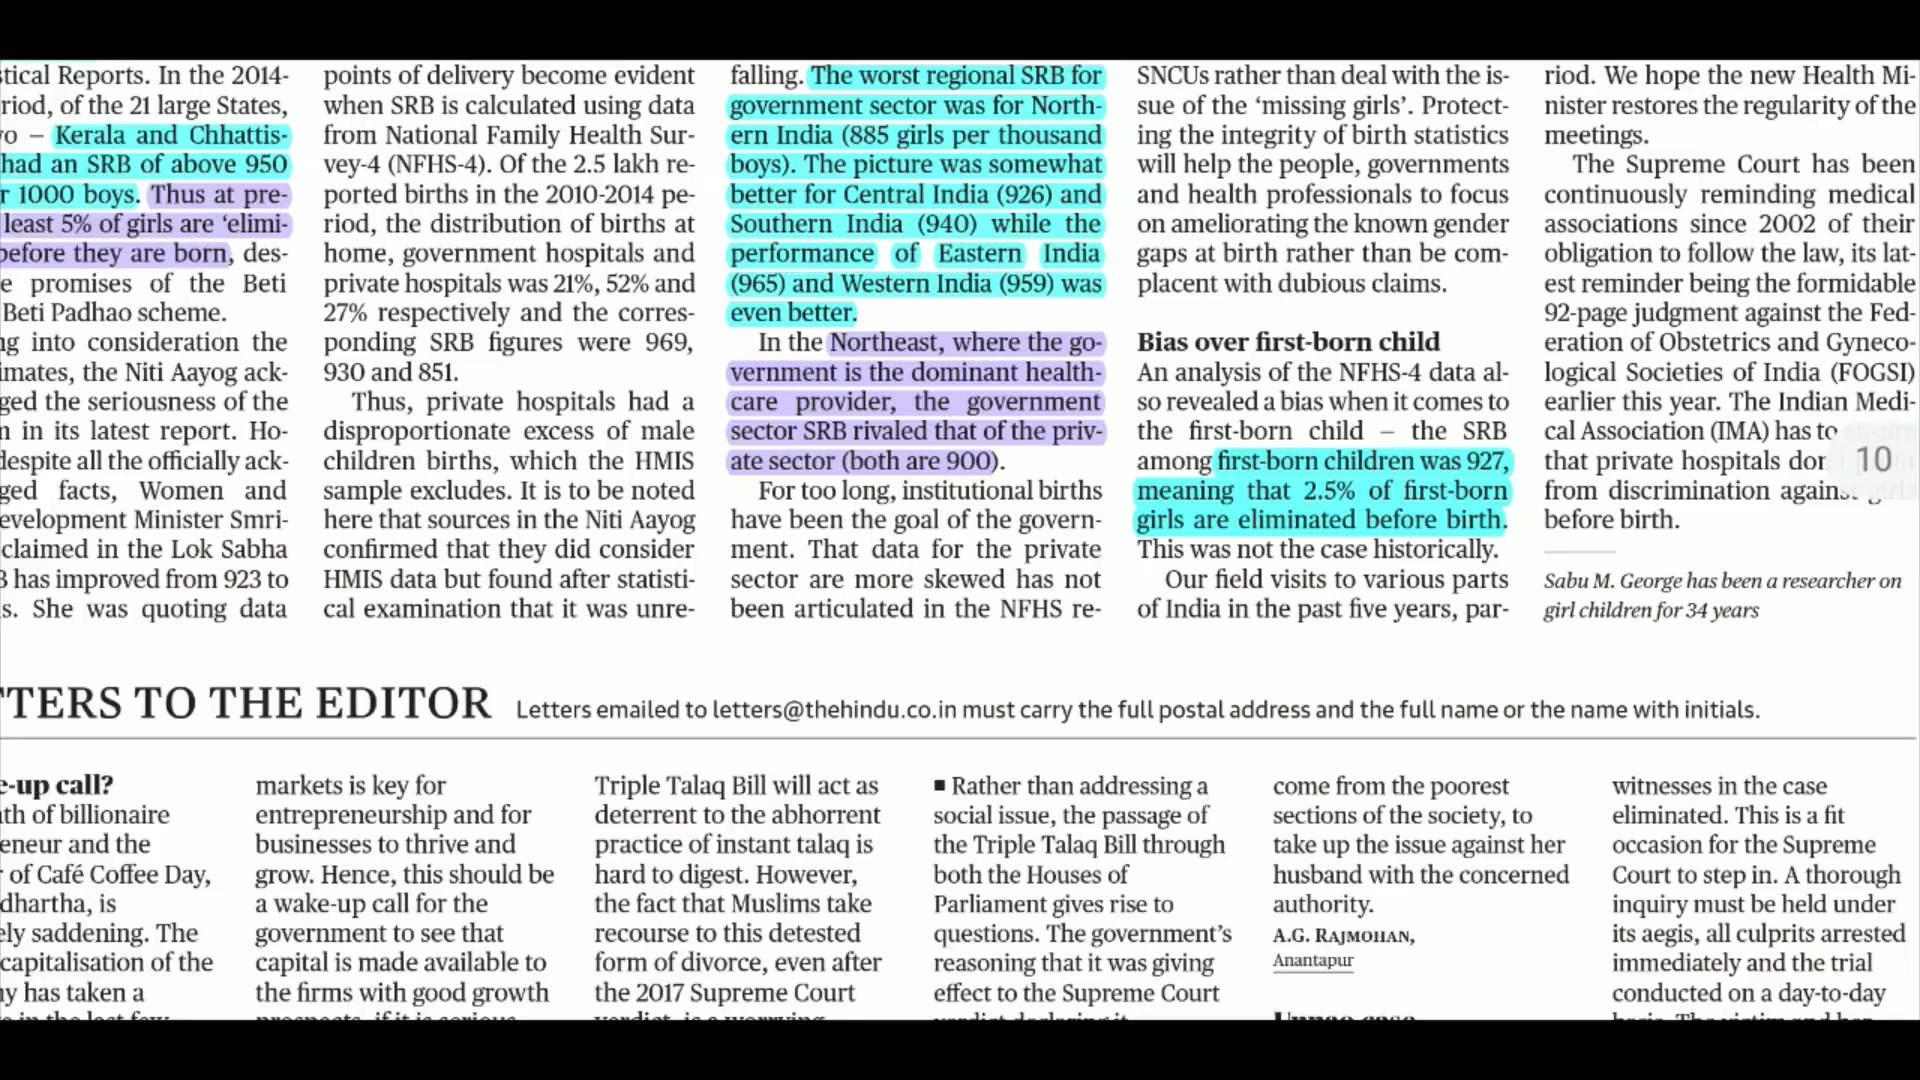 stical Reports. In the 2014-
riod, of the 21 large States,
vo – Kerala and Chhattis-
had an SRB of above 950
r 1000 boys. Thus at pre-
least 5% of girls are ‘elimi-
before they are born, des-
e promises of the Beti
Beti Padhao scheme.
ng into consideration the
imates, the Niti Aayog ack-
ged the seriousness of the
n in its latest report. Ho-
despite all the officially ack-
ged facts, Women and
evelopment Minister Smri-
claimed in the Lok Sabha
B has improved from 923 to
s. She was quoting data
points of delivery become evident
when SRB is calculated using data
from National Family Health Sur-
vey-4 (NFHS-4). Of the 2.5 lakh re-
ported births in the 2010-2014 pe-
riod, the distribution of births at
home, government hospitals and
private hospitals was 21%, 52% and
27% respectively and the corres-
ponding SRB figures were 969,
930 and 851.
Thus, private hospitals had a
disproportionate excess of male
children births, which the HMIS
sample excludes. It is to be noted
here that sources in the Niti Aayog
confirmed that they did consider
HMIS data but found after statisti-
cal examination that it was unre-
falling. The worst regional SRB for
government sector was for North-
ern India (885 girls per thousand
boys). The picture was somewhat
better for Central India (926) and
Southern India (940) while the
performance of Eastern India
(965) and Western India (959) was
even better.
In the Northeast, where the go-
vernment is the dominant health-
care provider, the government
sector SRB rivaled that of the priv-
ate sector (both are 900).
For too long, institutional births
have been the goal of the govern-
ment. That data for the private
sector are more skewed has not
been articulated in the NFHS re-
SNCUs rather than deal with the is-
sue of the ‘missing girls’. Protect-
ing the integrity of birth statistics
will help the people, governments
and health professionals to focus
on ameliorating the known gender
gaps at birth rather than be com-
placent with dubious claims.
Bias over first-born child
An analysis of the NFHS-4 data al-
so revealed a bias when it comes to
the first-born child – the SRB
among first-born children was 927,
meaning that 2.5% of first-born
girls are eliminated before birth.
This was not the case historically.
Our field visits to various parts
of India in the past five years, par-
riod. We hope the new Health Mi-
nister restores the regularity of the
meetings.
The Supreme Court has been
continuously reminding medical
associations since 2002 of their
obligation to follow the law, its lat-
est reminder being the formidable
92-page judgment against the Fed-
eration of Obstetrics and Gyneco-
logical Societies of India (FOGSI)
earlier this year. The Indian Medi-
cal Association (IMA) has to
that private hospitals
from discrimination against girls
before birth.
10
Sabu M. George has been a researcher on
girl children for 34 years
TTERS TO THE EDITOR Letters emailed to letters@thehindu.co.in must carry the full postal address and the full name or the name with initials.
e-up call?
th of billionaire
eneur and the
r of Café Coffee Day,
dhartha, is
ely saddening. The
capitalisation of the
ny has taken a
markets is key for
entrepreneurship and for
businesses to thrive and
grow. Hence, this should be
a wake-up call for the
government to see that
capital is made available to
the firms with good growth
Triple Talaq Bill will act as
deterrent to the abhorrent
practice of instant talaq is
hard to digest. However,
the fact that Muslims take
recourse to this detested
form of divorce, even after
the 2017 Supreme Court
■ Rather than addressing a
social issue, the passage of
the Triple Talaq Bill through
both the Houses of
Parliament gives rise to
questions. The government’s
reasoning that it was giving
effect to the Supreme Court
come from the poorest
sections of the society, to
take up the issue against her
husband with the concerned
authority.
A.G. Rajmohan,
Anantapur
witnesses in the case
eliminated. This is a fit
occasion for the Supreme
Court to step in. A thorough
inquiry must be held under
its aegis, all culprits arrested
immediately and the trial
conducted on a day-to-day